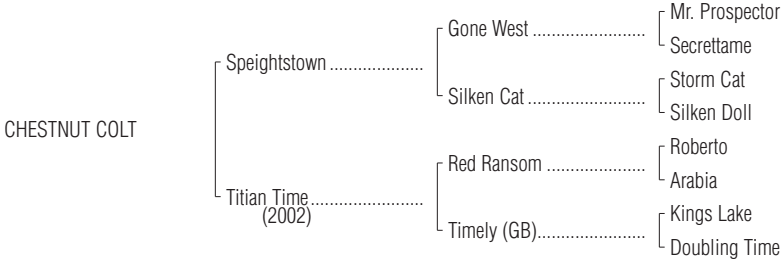 Mr. Prospector
Gone West ........................
Secrettame
Speightstown ....................
Storm Cat
Silken Cat .........................
Silken Doll
CHESTNUT COLT
Roberto
Red Ransom .....................
Arabia
Titian Time ........................
(2002)
Kings Lake
Timely (GB).......................
Doubling Time